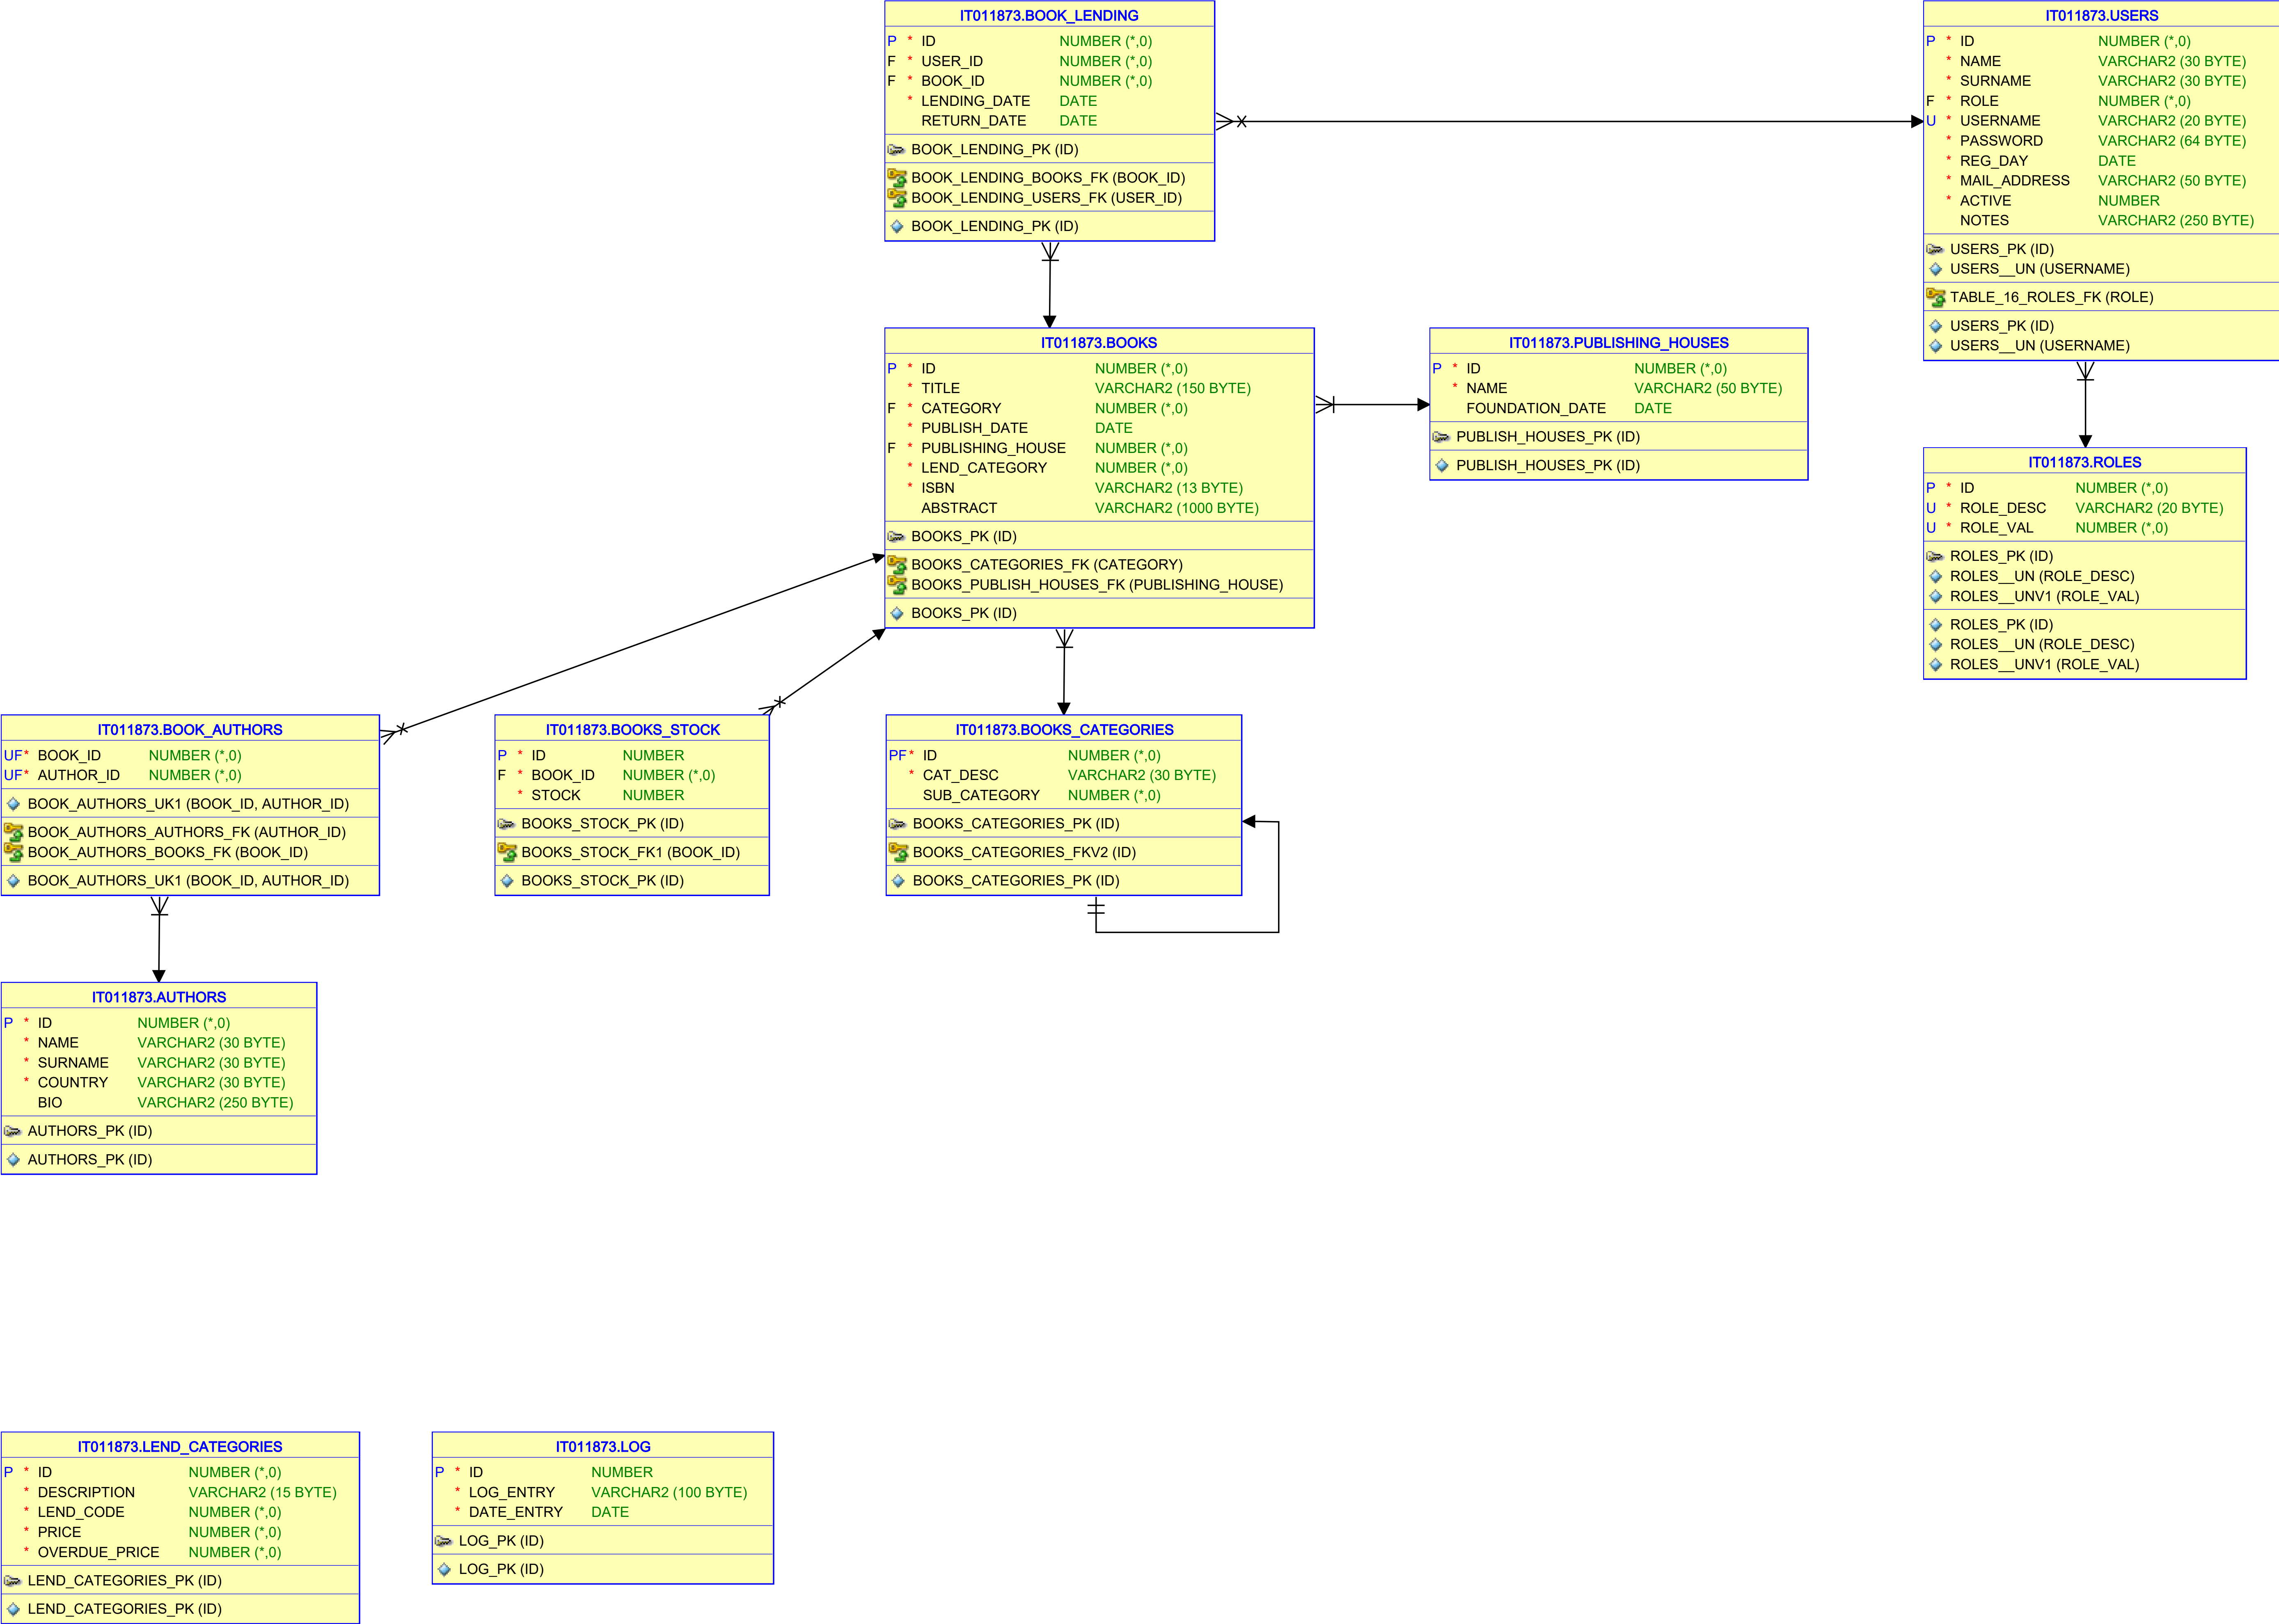 IT011873.BOOK_LENDING
P * ID NUMBER (*,0)
F * USER_ID NUMBER (*,0)
F * BOOK_ID NUMBER (*,0)
* LENDING_DATE DATE
RETURN_DATE DATE
BOOK_LENDING_PK (ID)
BOOK_LENDING_BOOKS_FK (BOOK_ID)
BOOK_LENDING_USERS_FK (USER_ID)
BOOK_LENDING_PK (ID)
IT011873.USERS
P * ID NUMBER (*,0)
* NAME VARCHAR2 (30 BYTE)
* SURNAME VARCHAR2 (30 BYTE)
F * ROLE NUMBER (*,0)
U * USERNAME VARCHAR2 (20 BYTE)
* PASSWORD VARCHAR2 (64 BYTE)
* REG_DAY DATE
* MAIL_ADDRESS VARCHAR2 (50 BYTE)
* ACTIVE NUMBER
NOTES VARCHAR2 (250 BYTE)
USERS_PK (ID)
USERS__UN (USERNAME)
TABLE_16_ROLES_FK (ROLE)
USERS_PK (ID)
USERS__UN (USERNAME)
IT011873.BOOKS
P * ID NUMBER (*,0)
* TITLE VARCHAR2 (150 BYTE)
F * CATEGORY NUMBER (*,0)
* PUBLISH_DATE DATE
F * PUBLISHING_HOUSE NUMBER (*,0)
* LEND_CATEGORY NUMBER (*,0)
* ISBN VARCHAR2 (13 BYTE)
ABSTRACT VARCHAR2 (1000 BYTE)
BOOKS_PK (ID)
BOOKS_CATEGORIES_FK (CATEGORY)
BOOKS_PUBLISH_HOUSES_FK (PUBLISHING_HOUSE)
BOOKS_PK (ID)
IT011873.PUBLISHING_HOUSES
P * ID NUMBER (*,0)
* NAME VARCHAR2 (50 BYTE)
FOUNDATION_DATE DATE
PUBLISH_HOUSES_PK (ID)
PUBLISH_HOUSES_PK (ID)
IT011873.ROLES
P * ID NUMBER (*,0)
U * ROLE_DESC VARCHAR2 (20 BYTE)
U * ROLE_VAL NUMBER (*,0)
ROLES_PK (ID)
ROLES__UN (ROLE_DESC)
ROLES__UNV1 (ROLE_VAL)
ROLES_PK (ID)
ROLES__UN (ROLE_DESC)
ROLES__UNV1 (ROLE_VAL)
IT011873.BOOK_AUTHORS
UF* BOOK_ID NUMBER (*,0)
UF* AUTHOR_ID NUMBER (*,0)
BOOK_AUTHORS_UK1 (BOOK_ID, AUTHOR_ID)
BOOK_AUTHORS_AUTHORS_FK (AUTHOR_ID)
BOOK_AUTHORS_BOOKS_FK (BOOK_ID)
BOOK_AUTHORS_UK1 (BOOK_ID, AUTHOR_ID)
IT011873.BOOKS_STOCK
P * ID NUMBER
F * BOOK_ID NUMBER (*,0)
* STOCK NUMBER
BOOKS_STOCK_PK (ID)
BOOKS_STOCK_FK1 (BOOK_ID)
BOOKS_STOCK_PK (ID)
IT011873.BOOKS_CATEGORIES
PF* ID NUMBER (*,0)
* CAT_DESC VARCHAR2 (30 BYTE)
SUB_CATEGORY NUMBER (*,0)
BOOKS_CATEGORIES_PK (ID)
BOOKS_CATEGORIES_FKV2 (ID)
BOOKS_CATEGORIES_PK (ID)
IT011873.AUTHORS
P * ID NUMBER (*,0)
* NAME VARCHAR2 (30 BYTE)
* SURNAME VARCHAR2 (30 BYTE)
* COUNTRY VARCHAR2 (30 BYTE)
BIO VARCHAR2 (250 BYTE)
AUTHORS_PK (ID)
AUTHORS_PK (ID)
IT011873.LEND_CATEGORIES
P * ID NUMBER (*,0)
* DESCRIPTION VARCHAR2 (15 BYTE)
* LEND_CODE NUMBER (*,0)
* PRICE NUMBER (*,0)
* OVERDUE_PRICE NUMBER (*,0)
LEND_CATEGORIES_PK (ID)
LEND_CATEGORIES_PK (ID)
IT011873.LOG
P * ID NUMBER
* LOG_ENTRY VARCHAR2 (100 BYTE)
* DATE_ENTRY DATE
LOG_PK (ID)
LOG_PK (ID)